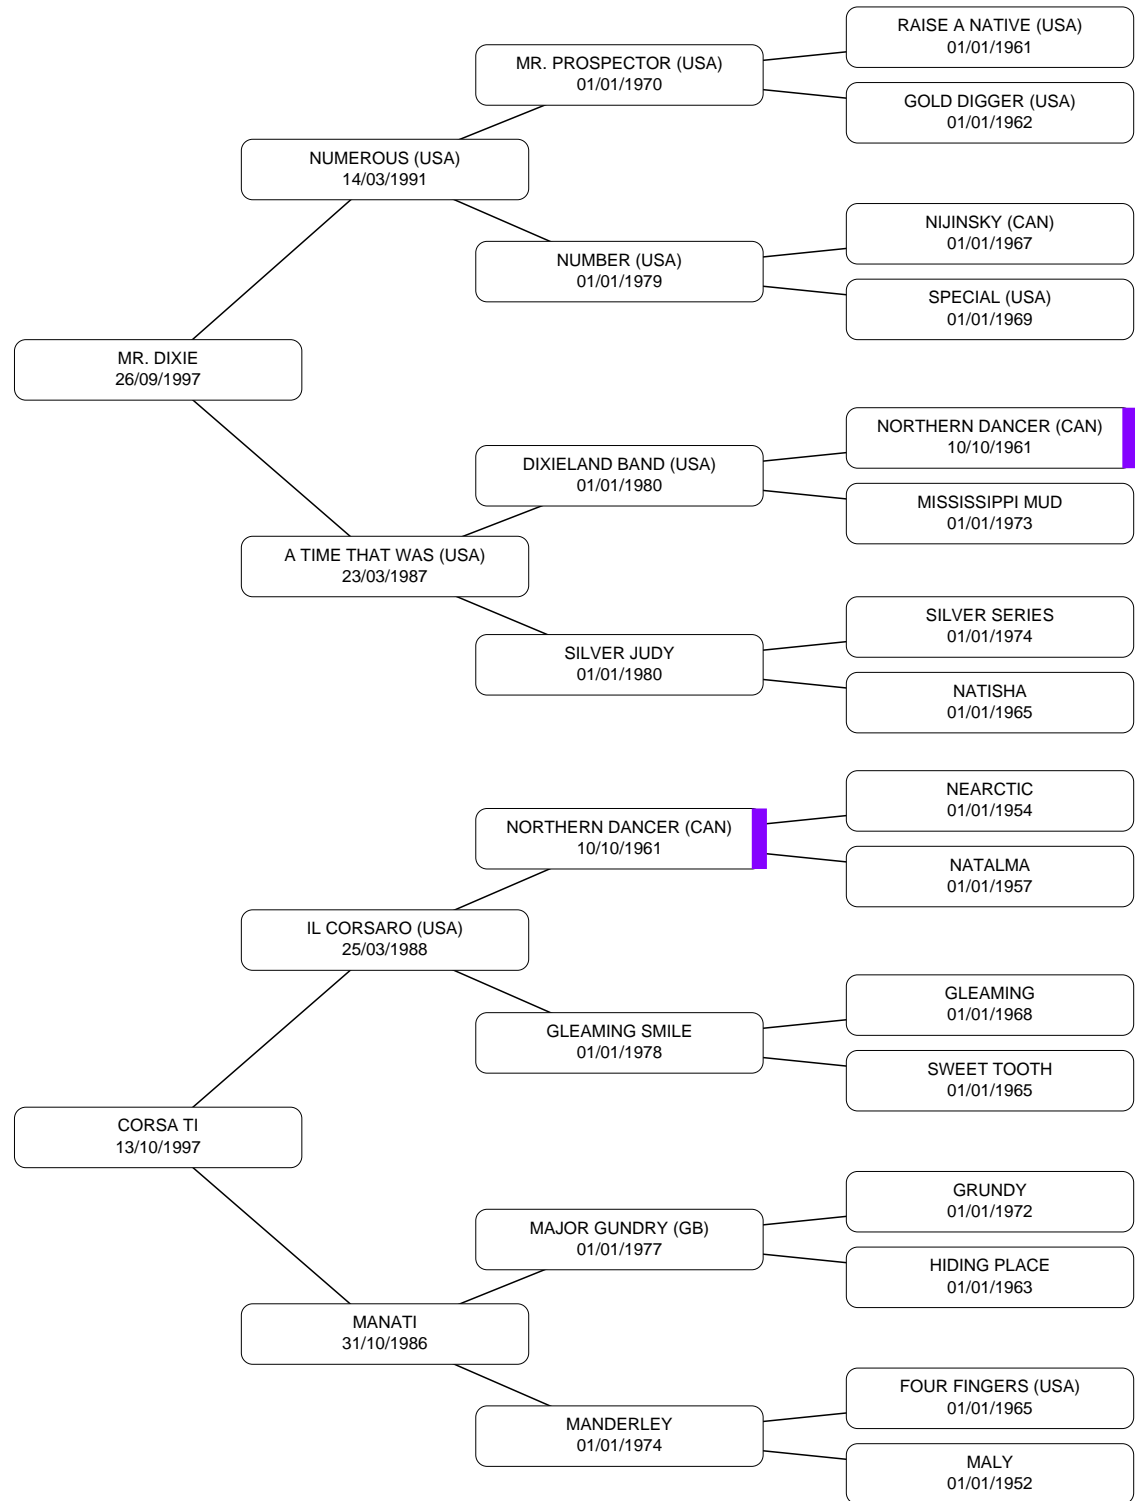 RAISE A NATIVE (USA)
01/01/1961
MR. PROSPECTOR (USA)
01/01/1970
GOLD DIGGER (USA)
01/01/1962
NUMEROUS (USA)
14/03/1991
NIJINSKY (CAN)
01/01/1967
NUMBER (USA)
01/01/1979
SPECIAL (USA)
01/01/1969
MR. DIXIE
26/09/1997
NORTHERN DANCER (CAN)
10/10/1961
DIXIELAND BAND (USA)
01/01/1980
MISSISSIPPI MUD
01/01/1973
A TIME THAT WAS (USA)
23/03/1987
SILVER SERIES
01/01/1974
SILVER JUDY
01/01/1980
NATISHA
01/01/1965
NEARCTIC
01/01/1954
NORTHERN DANCER (CAN)
10/10/1961
NATALMA
01/01/1957
IL CORSARO (USA)
25/03/1988
GLEAMING
01/01/1968
GLEAMING SMILE
01/01/1978
SWEET TOOTH
01/01/1965
CORSA TI
13/10/1997
GRUNDY
01/01/1972
MAJOR GUNDRY (GB)
01/01/1977
HIDING PLACE
01/01/1963
MANATI
31/10/1986
FOUR FINGERS (USA)
01/01/1965
MANDERLEY
01/01/1974
MALY
01/01/1952